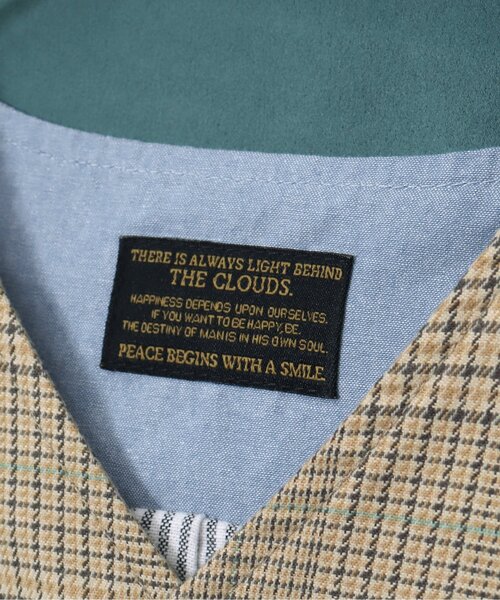 THERE IS ALWAYS LIGHT BEHIND
THE CLOUDS.
HAPPINESS DEPENDS UPON OURSELVES.
IF YOU WANT TO BE HAPPY, BE.
THE DESTINY OF MAN IS IN HIS OWN SOUL.
PEACE BEGINS WITH A SMILE.